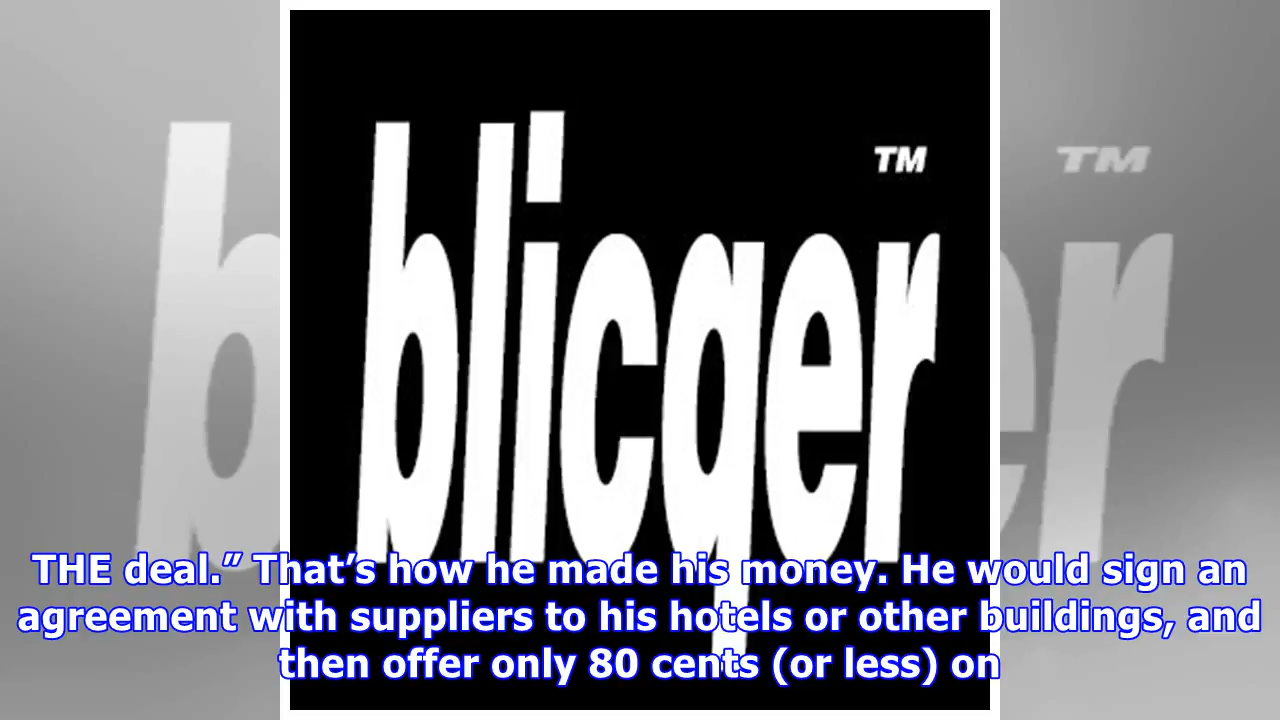 TM
TM
blicqer
THE deal.” That’s how he made his money. He would sign an
agreement with suppliers to his hotels or other buildings, and
then offer only 80 cents (or less) on